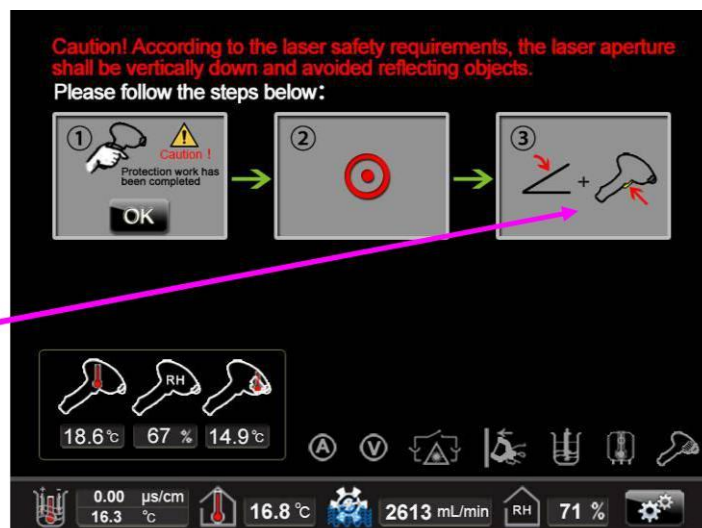 Caution! According to the laser safety requirements, the laser aperture
shall be vertically down and avoided reflecting objects.
Please follow the steps below:
① ② ③
Caution !
Protection work has
been completed
OK
+
RH
18.6℃ 67 % 14.9℃
A V
0.00 μs/cm
16.3 ℃
16.8 ℃
2613 mL/min
RH
71 %